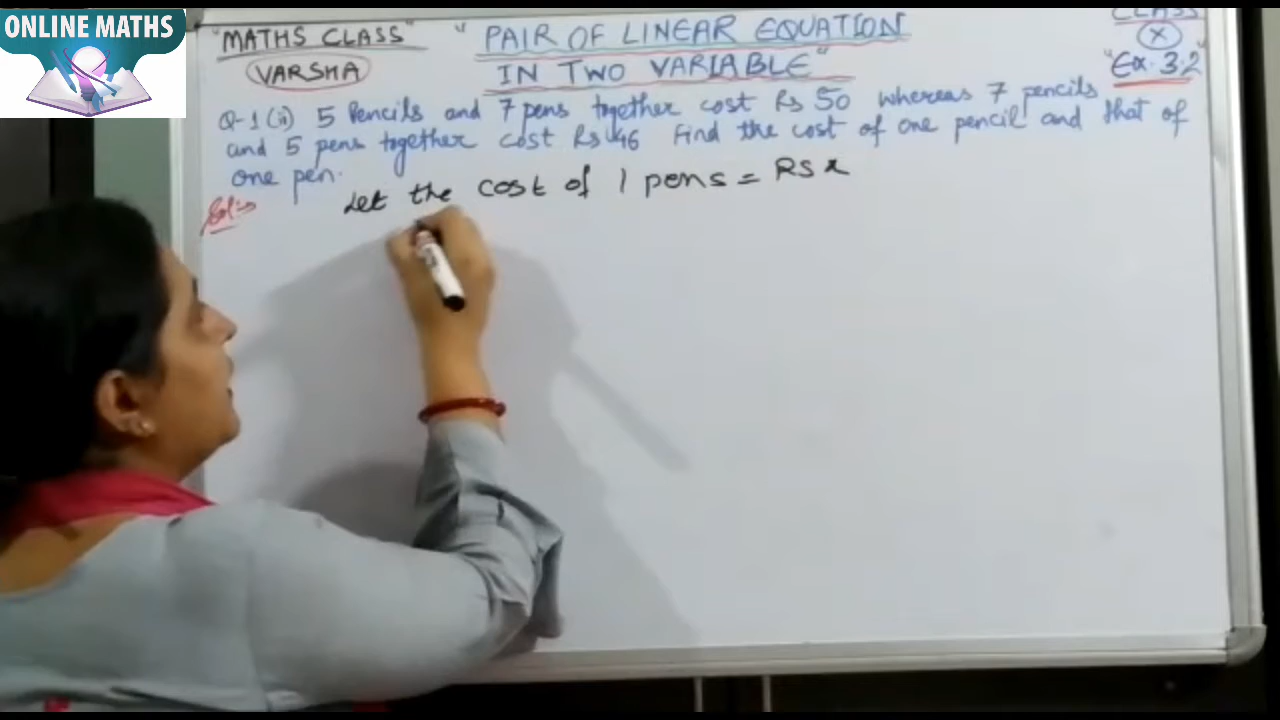 ONLINE MATHS
"MATHS CLASS"
VARSHA
"PAIR OF LINEAR EQUATION
IN TWO VARIABLE"
CLASS
X
"Ex. 3.2"
Q-1 (ii) 5 Pencils and 7 pens together cost Rs 50 whereas 7 pencils
and 5 pens together cost Rs 46 Find the cost of one pencil and that of
one pen.
Sol:-
Let the cost of 1 pens = RS x